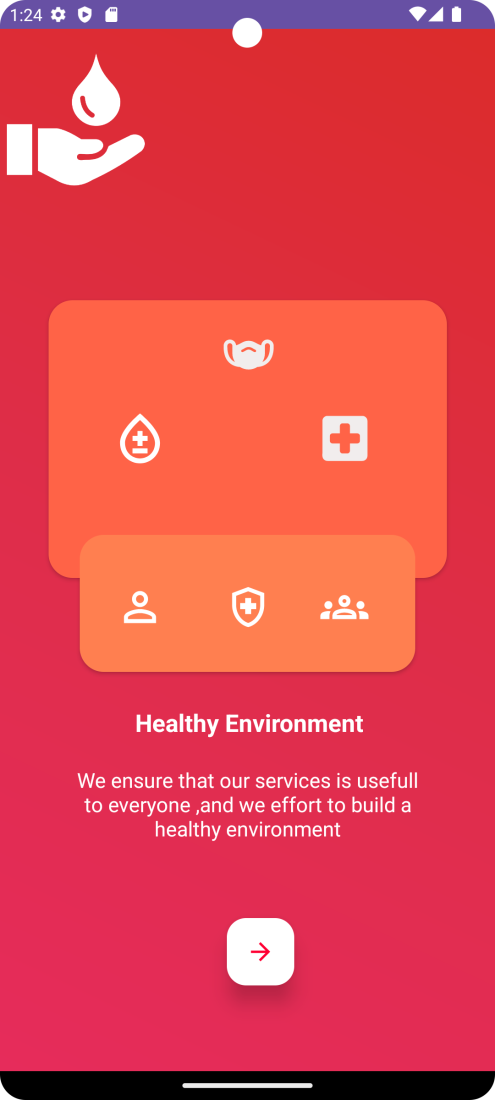 1:24
Healthy Environment
We ensure that our services is usefull
to everyone ,and we effort to build a
healthy environment